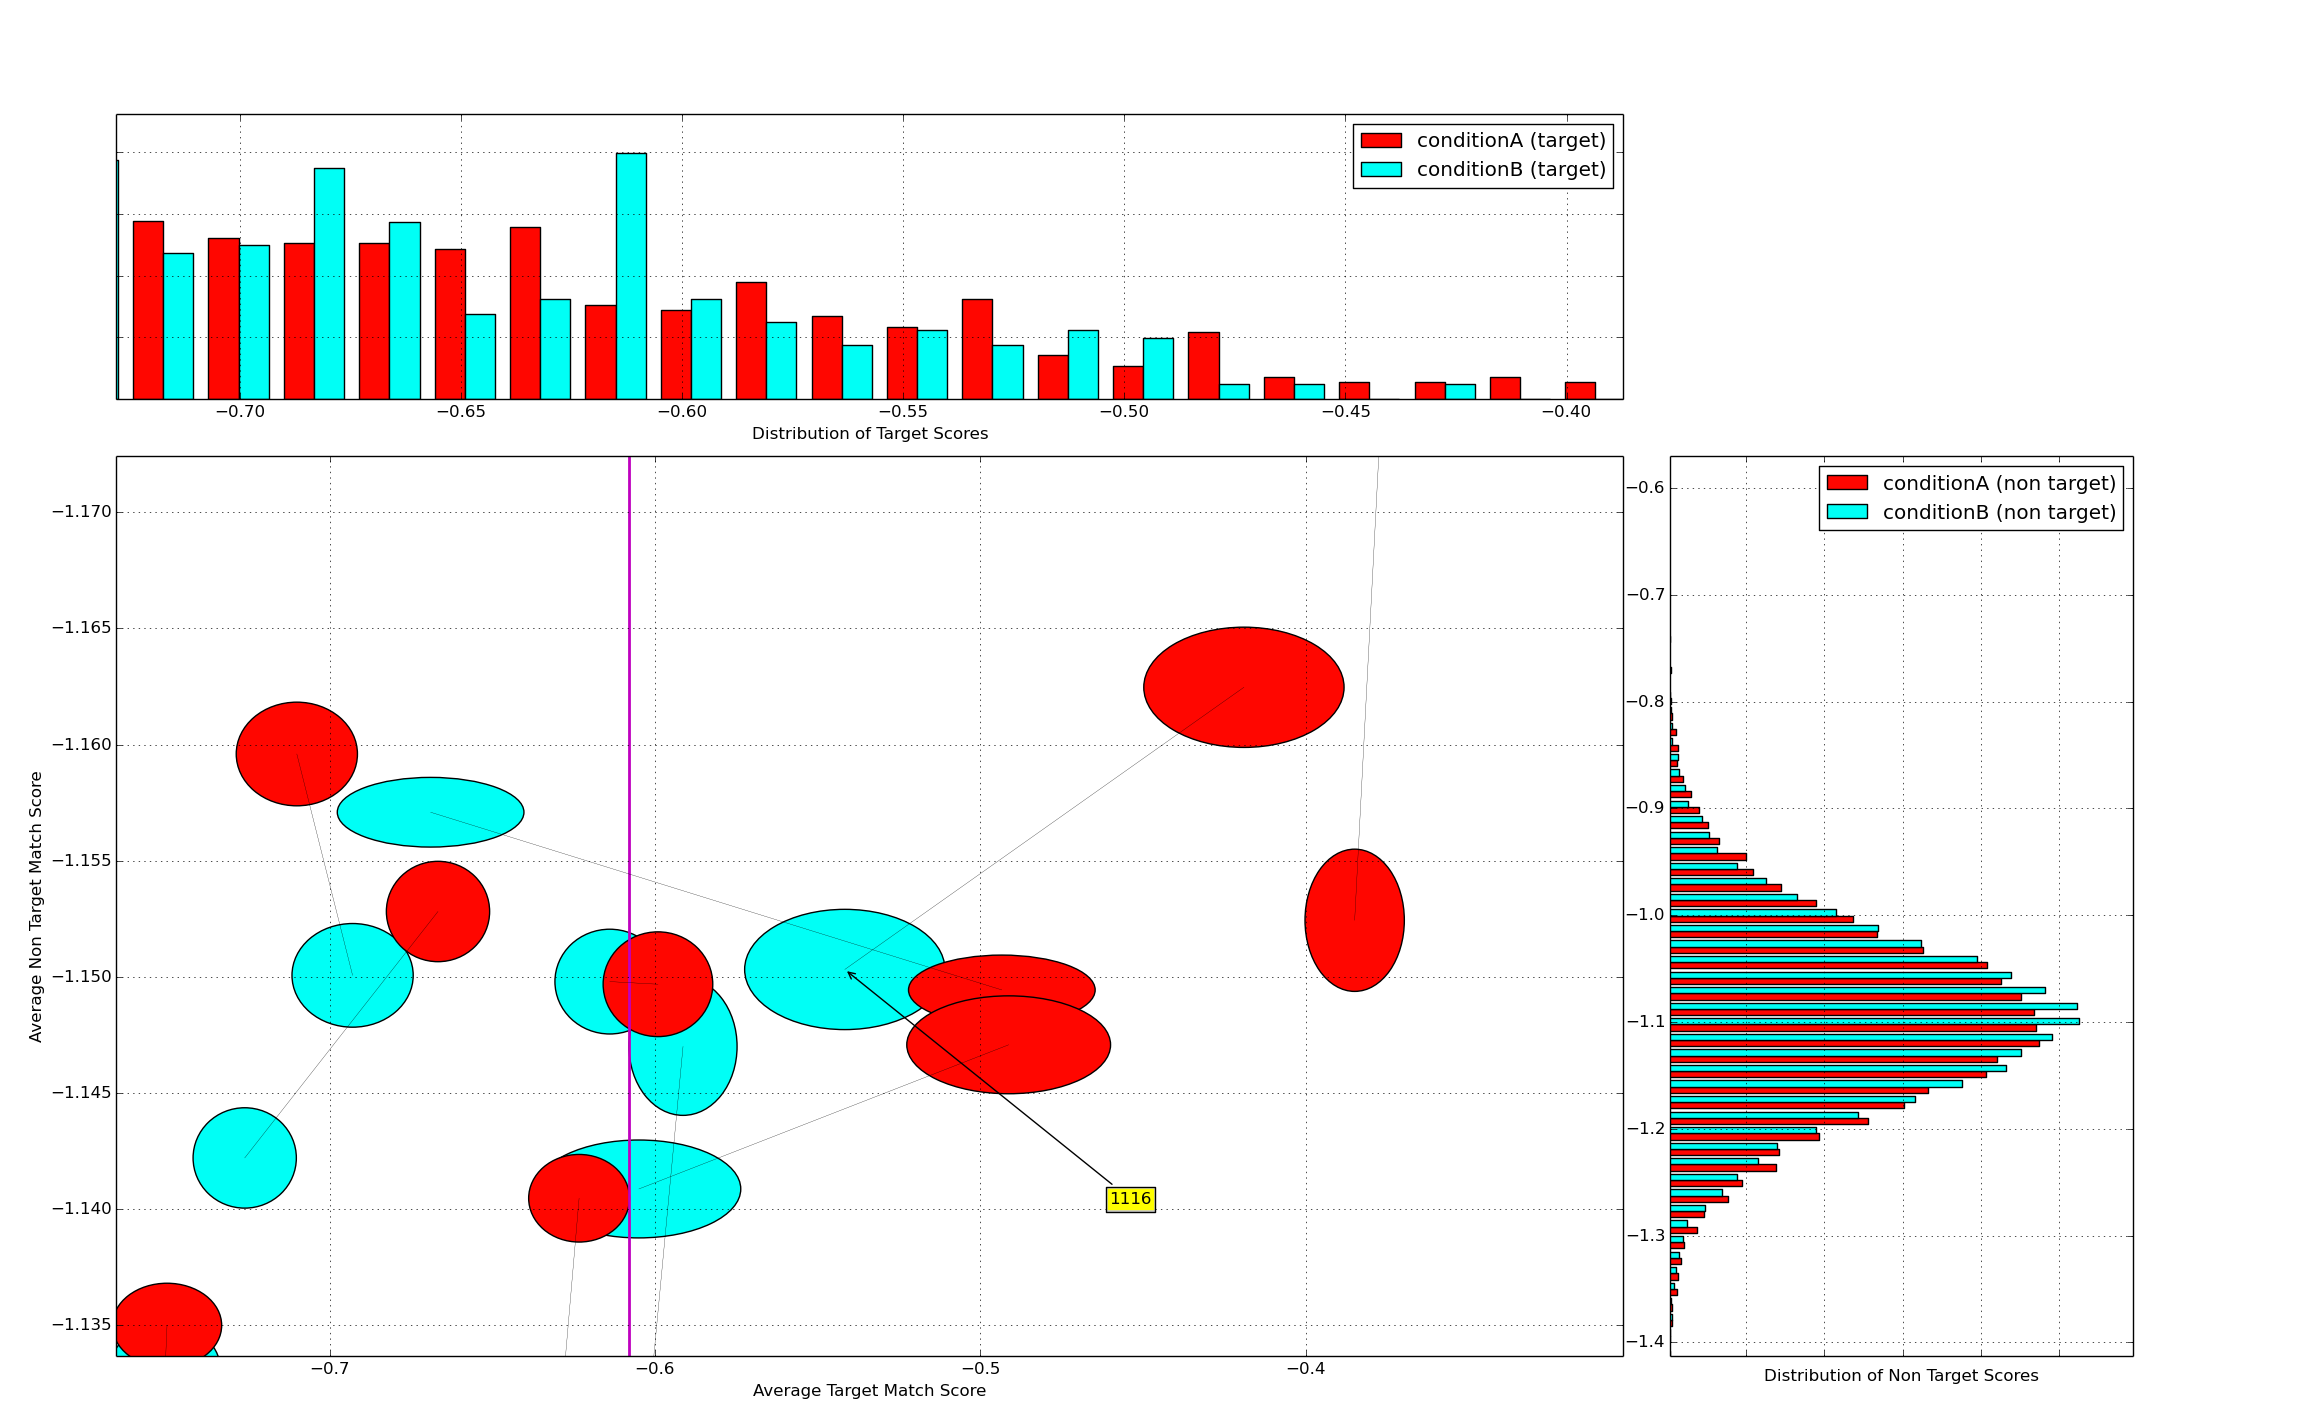 conditionA (target)
conditionB (target)
−0.70 −0.65 −0.60 −0.55 −0.50 −0.45 −0.40
Distribution of Target Scores
−1.170
−1.165
−1.160
−1.155
−1.150
−1.145
−1.140
−1.135
Average Non Target Match Score
1116
−0.7 −0.6 −0.5 −0.4
Average Target Match Score
conditionA (non target)
conditionB (non target)
−0.6
−0.7
−0.8
−0.9
−1.0
−1.1
−1.2
−1.3
−1.4
Distribution of Non Target Scores